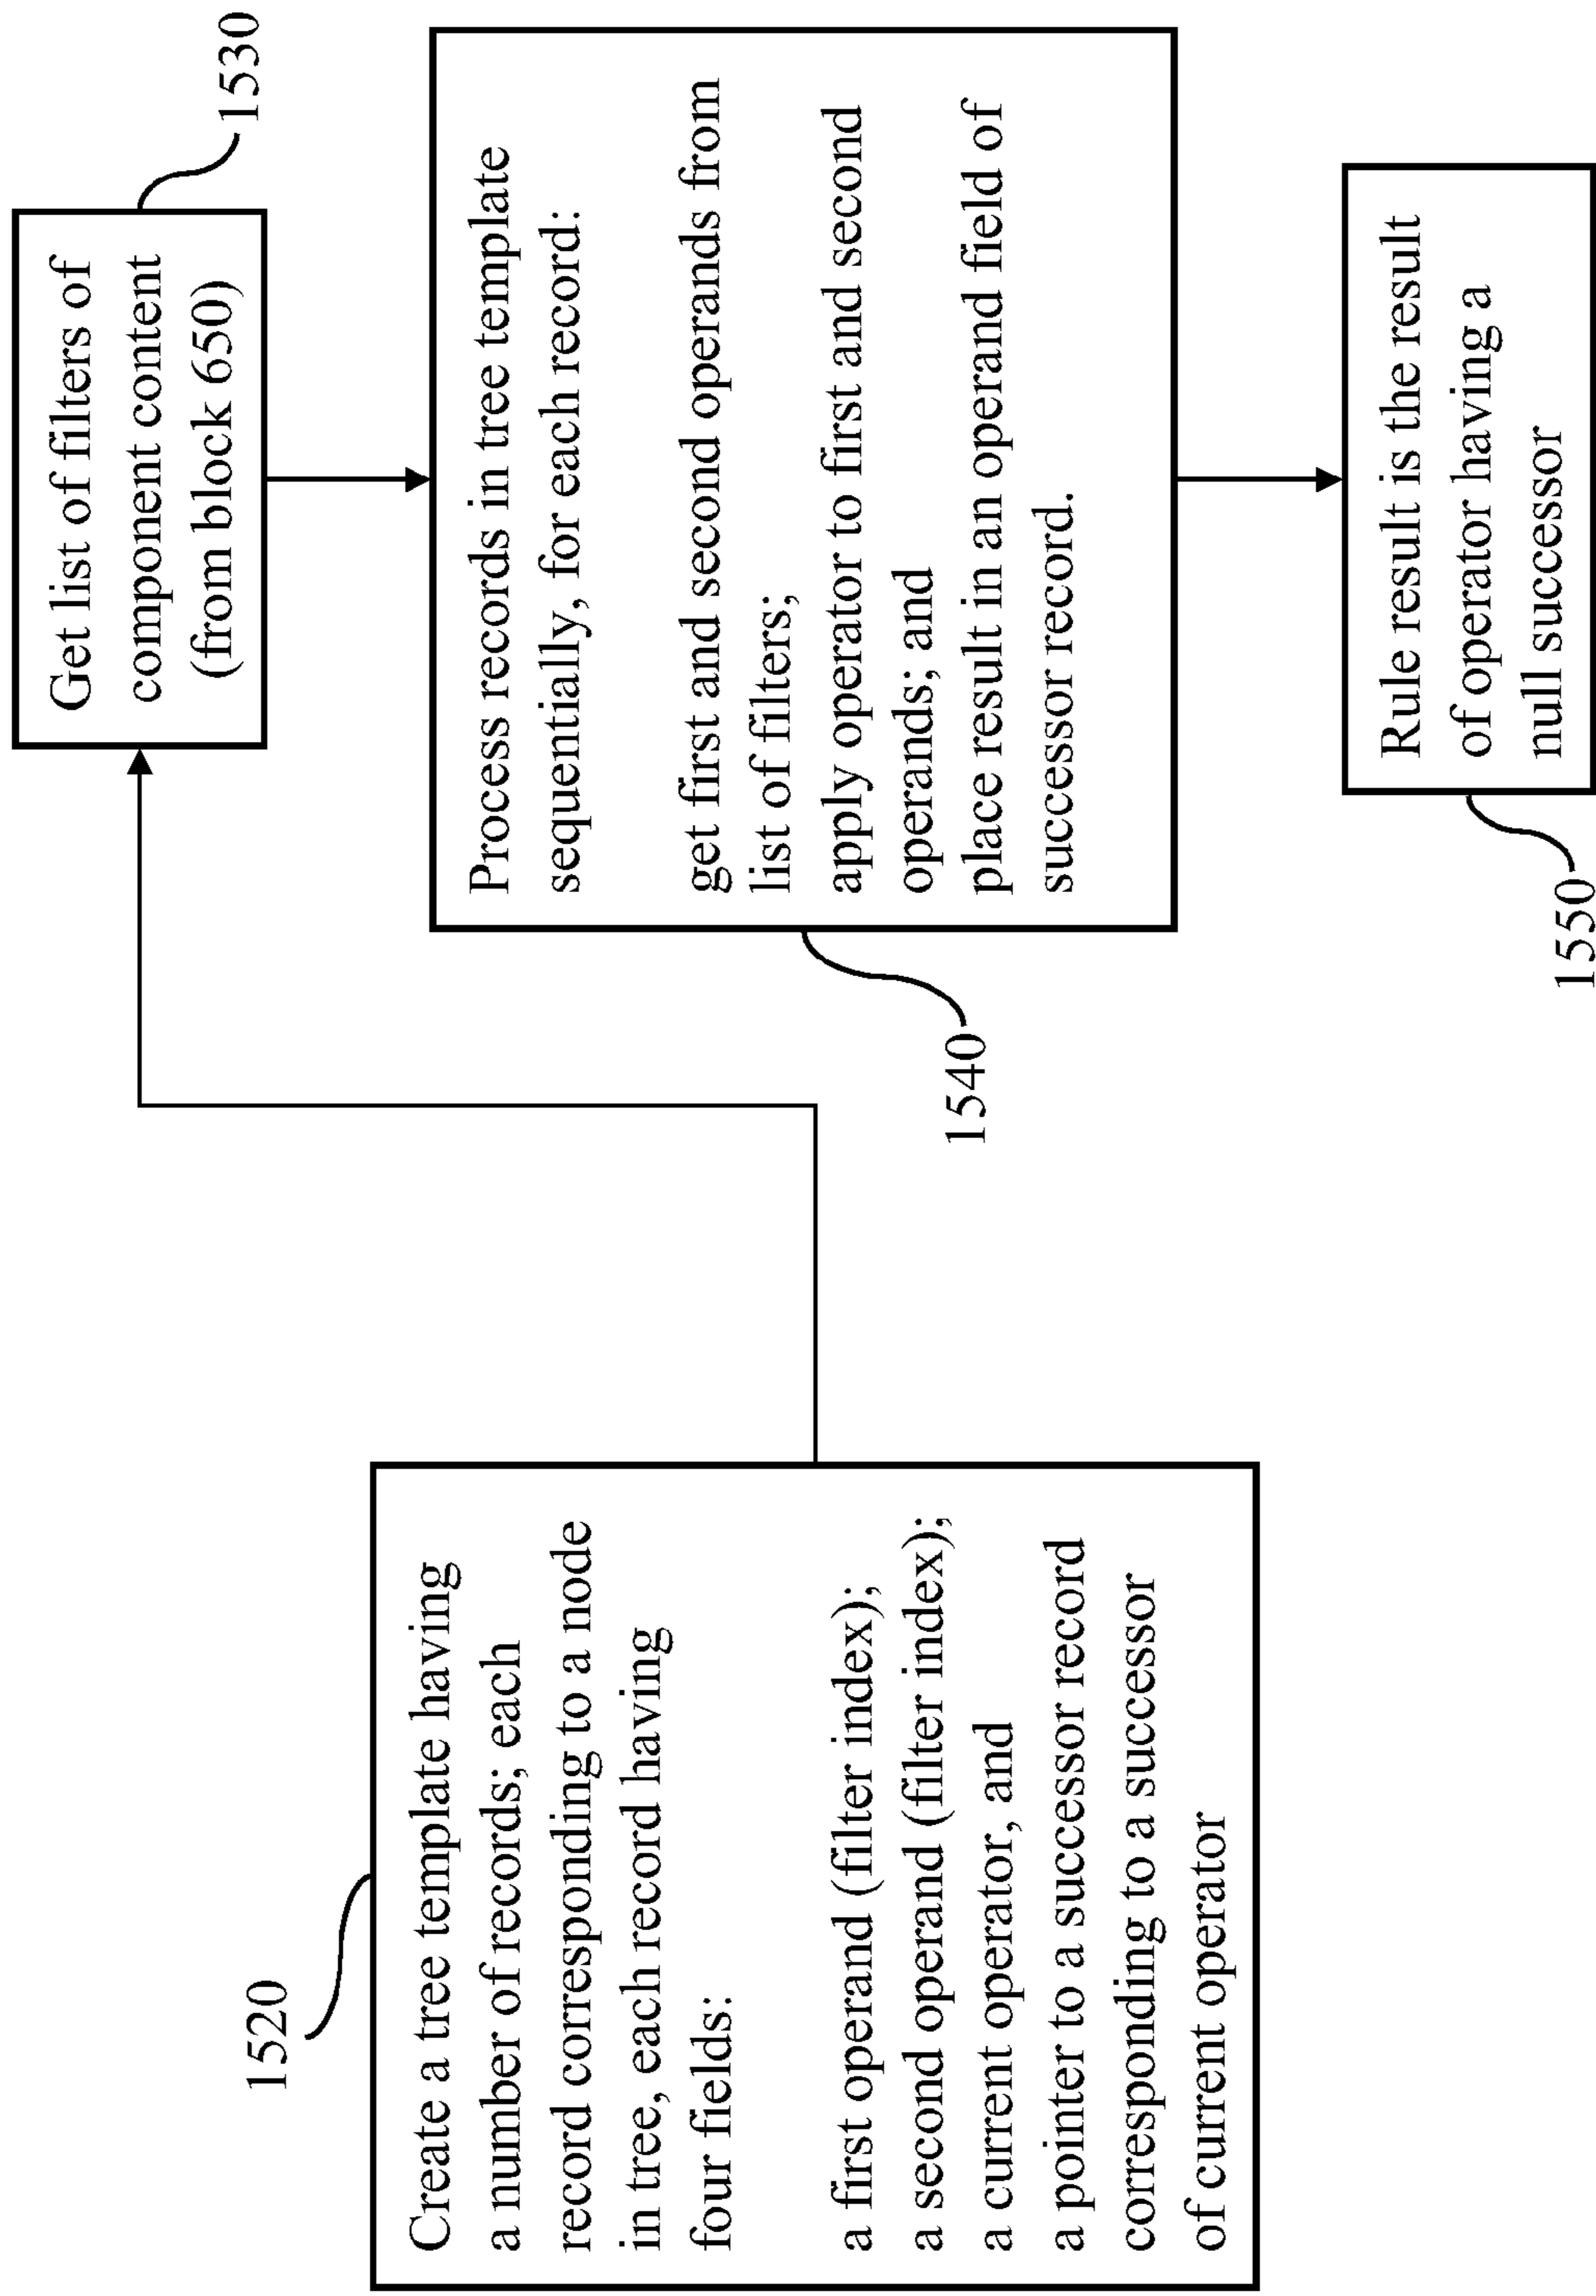 1520
Create a tree template having
a number of records; each
record corresponding to a node
in tree, each record having
four fields:
a first operand (filter index);
a second operand (filter index);
a current operator, and
a pointer to a successor record
corresponding to a successor
of current operator
Get list of filters of
component content
(from block 650)
1530
Process records in tree template
sequentially, for each record:
get first and second operands from
list of filters;
apply operator to first and second
operands; and
place result in an operand field of
successor record.
1540
Rule result is the result
of operator having a
null successor
1550